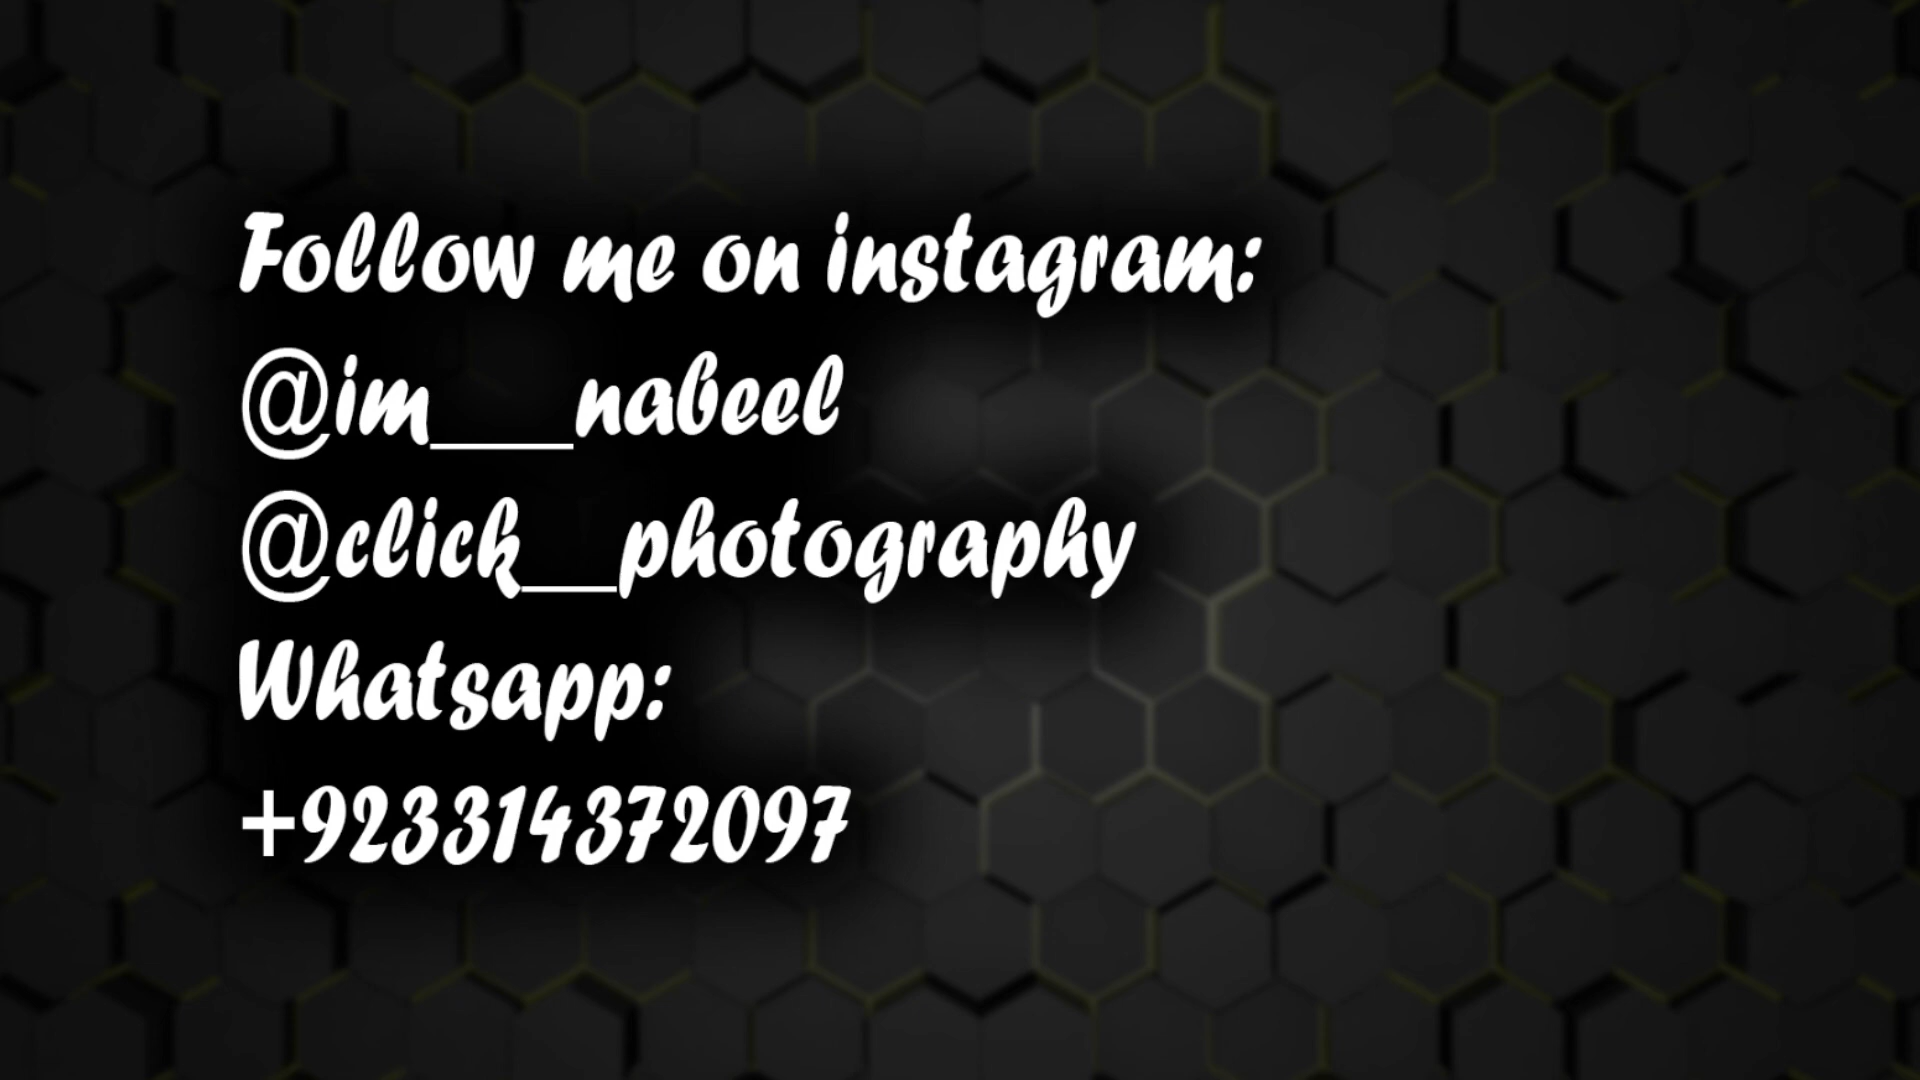 Follow me on instagram:
@im___nabeel
@click__photography
Whatsapp:
+923314372097